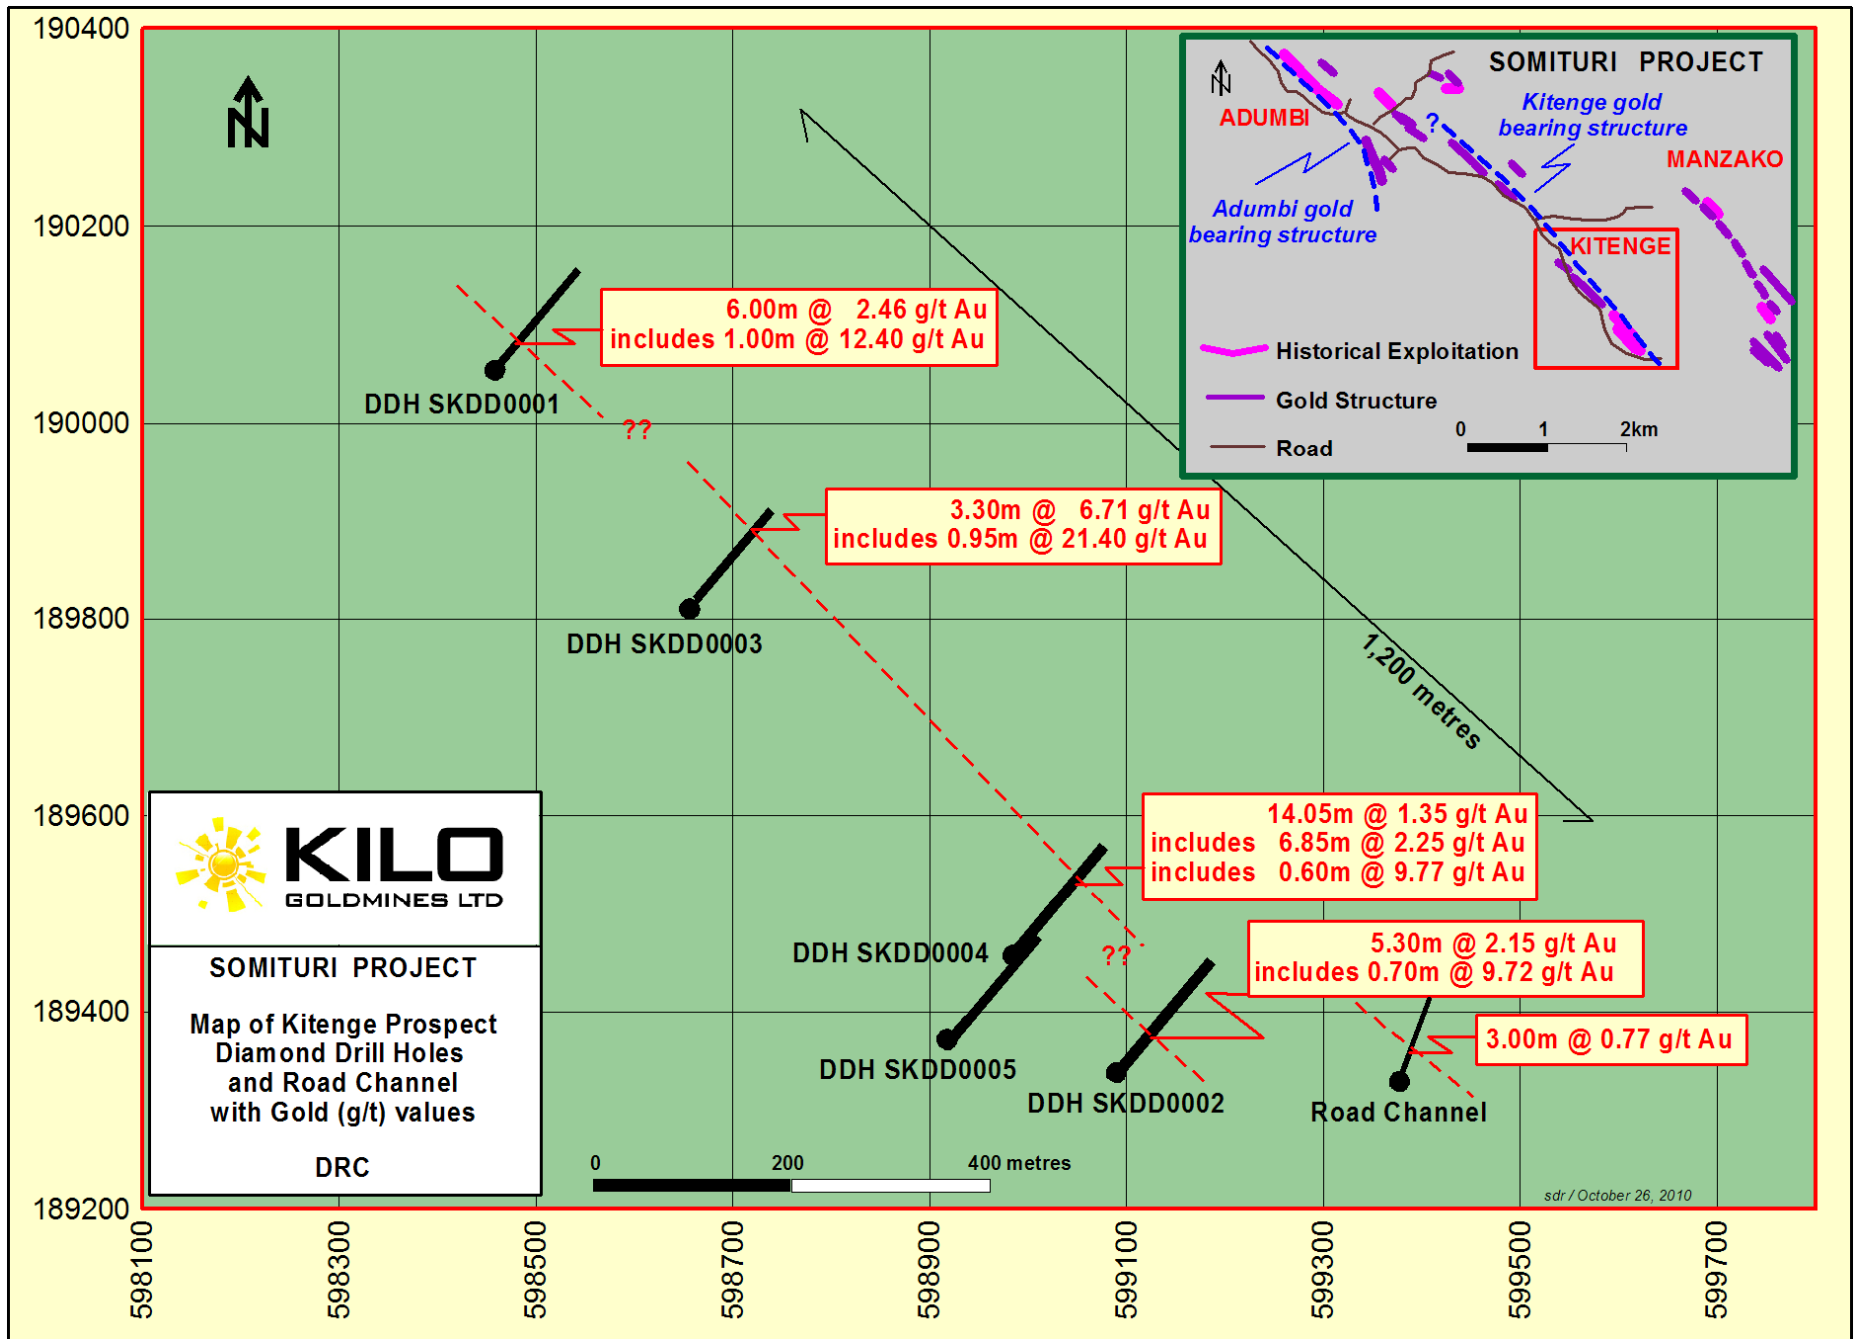 190400
190200
190000
189800
189600
189400
189200
598100
598300
598500
598700
598900
599100
599300
599500
599700
N
N
SOMITURI PROJECT
ADUMBI
Kitenge gold
bearing structure
?
MANZAKO
Adumbi gold
bearing structure
KITENGE
Historical Exploitation
Gold Structure
Road
0 1 2km
6.00m @ 2.46 g/t Au
includes 1.00m @ 12.40 g/t Au
DDH SKDD0001
??
3.30m @ 6.71 g/t Au
includes 0.95m @ 21.40 g/t Au
DDH SKDD0003
1,200 metres
14.05m @ 1.35 g/t Au
includes 6.85m @ 2.25 g/t Au
includes 0.60m @ 9.77 g/t Au
DDH SKDD0004
??
5.30m @ 2.15 g/t Au
includes 0.70m @ 9.72 g/t Au
3.00m @ 0.77 g/t Au
DDH SKDD0005
DDH SKDD0002
Road Channel
KILO
GOLDMINES LTD
SOMITURI PROJECT
Map of Kitenge Prospect
Diamond Drill Holes
and Road Channel
with Gold (g/t) values
DRC
0 200 400 metres
sdr / October 26, 2010